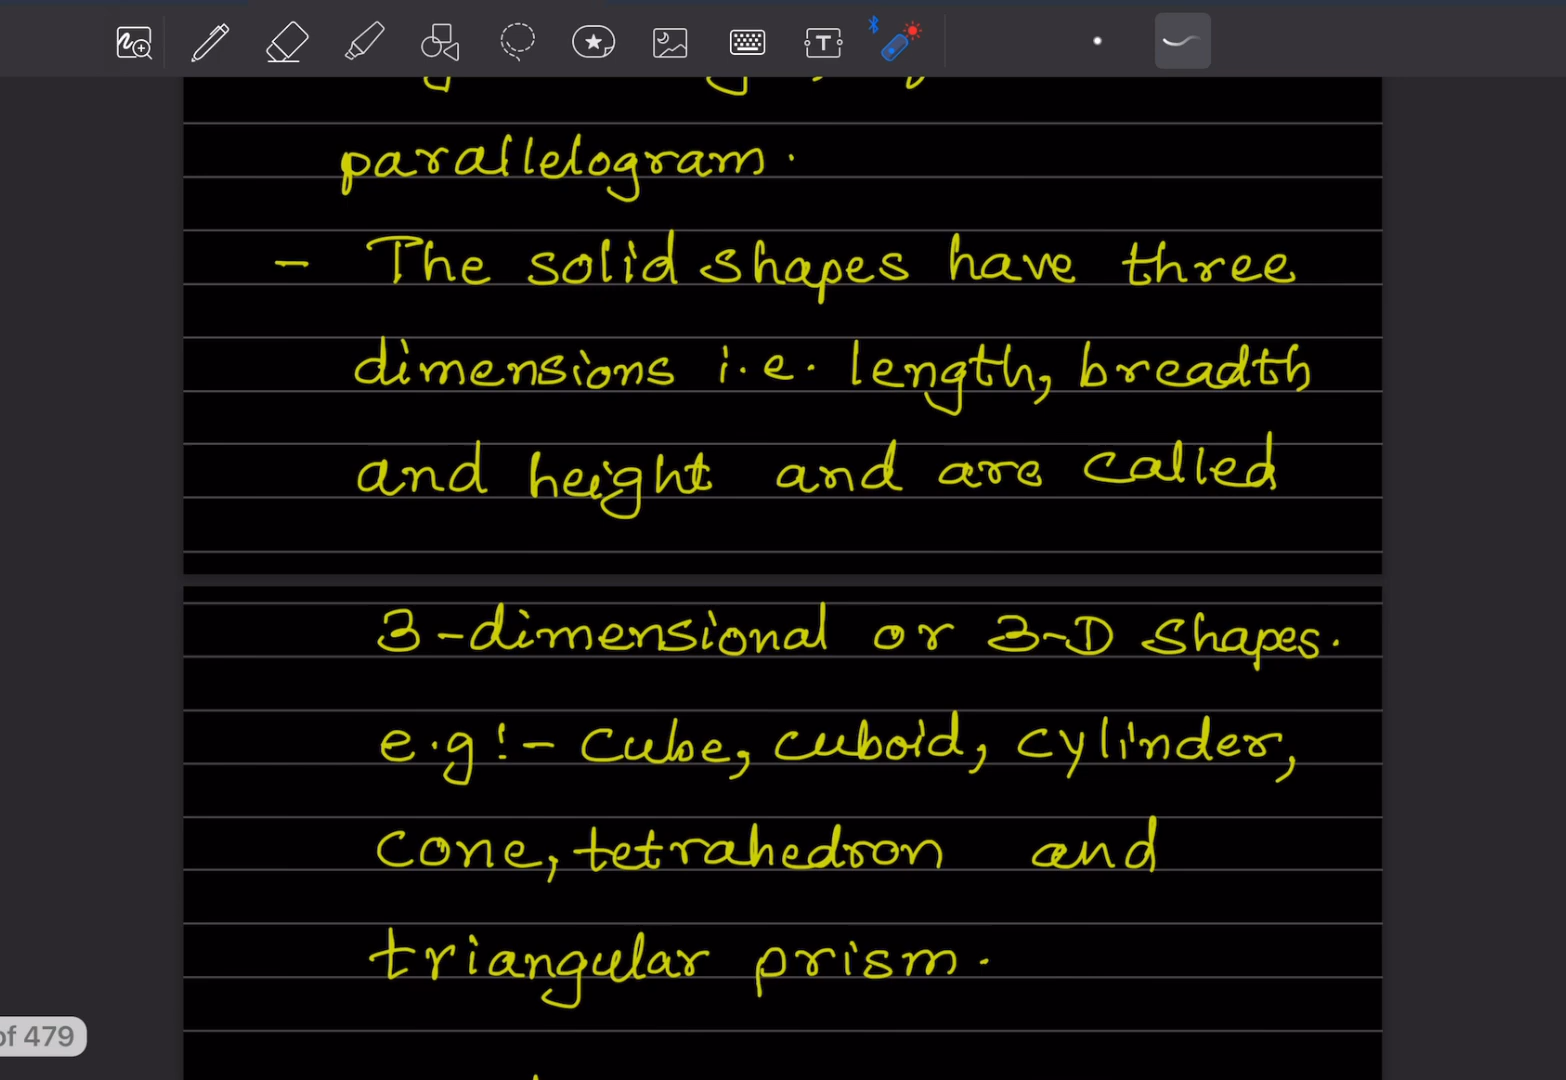 parallelogram.
- The solid shapes have three
dimensions i.e. length, breadth
and height and are called
3-dimensional or 3-D shapes.
e.g:- cube, cuboid, cylinder,
cone, tetrahedron and
triangular prism.
of 479